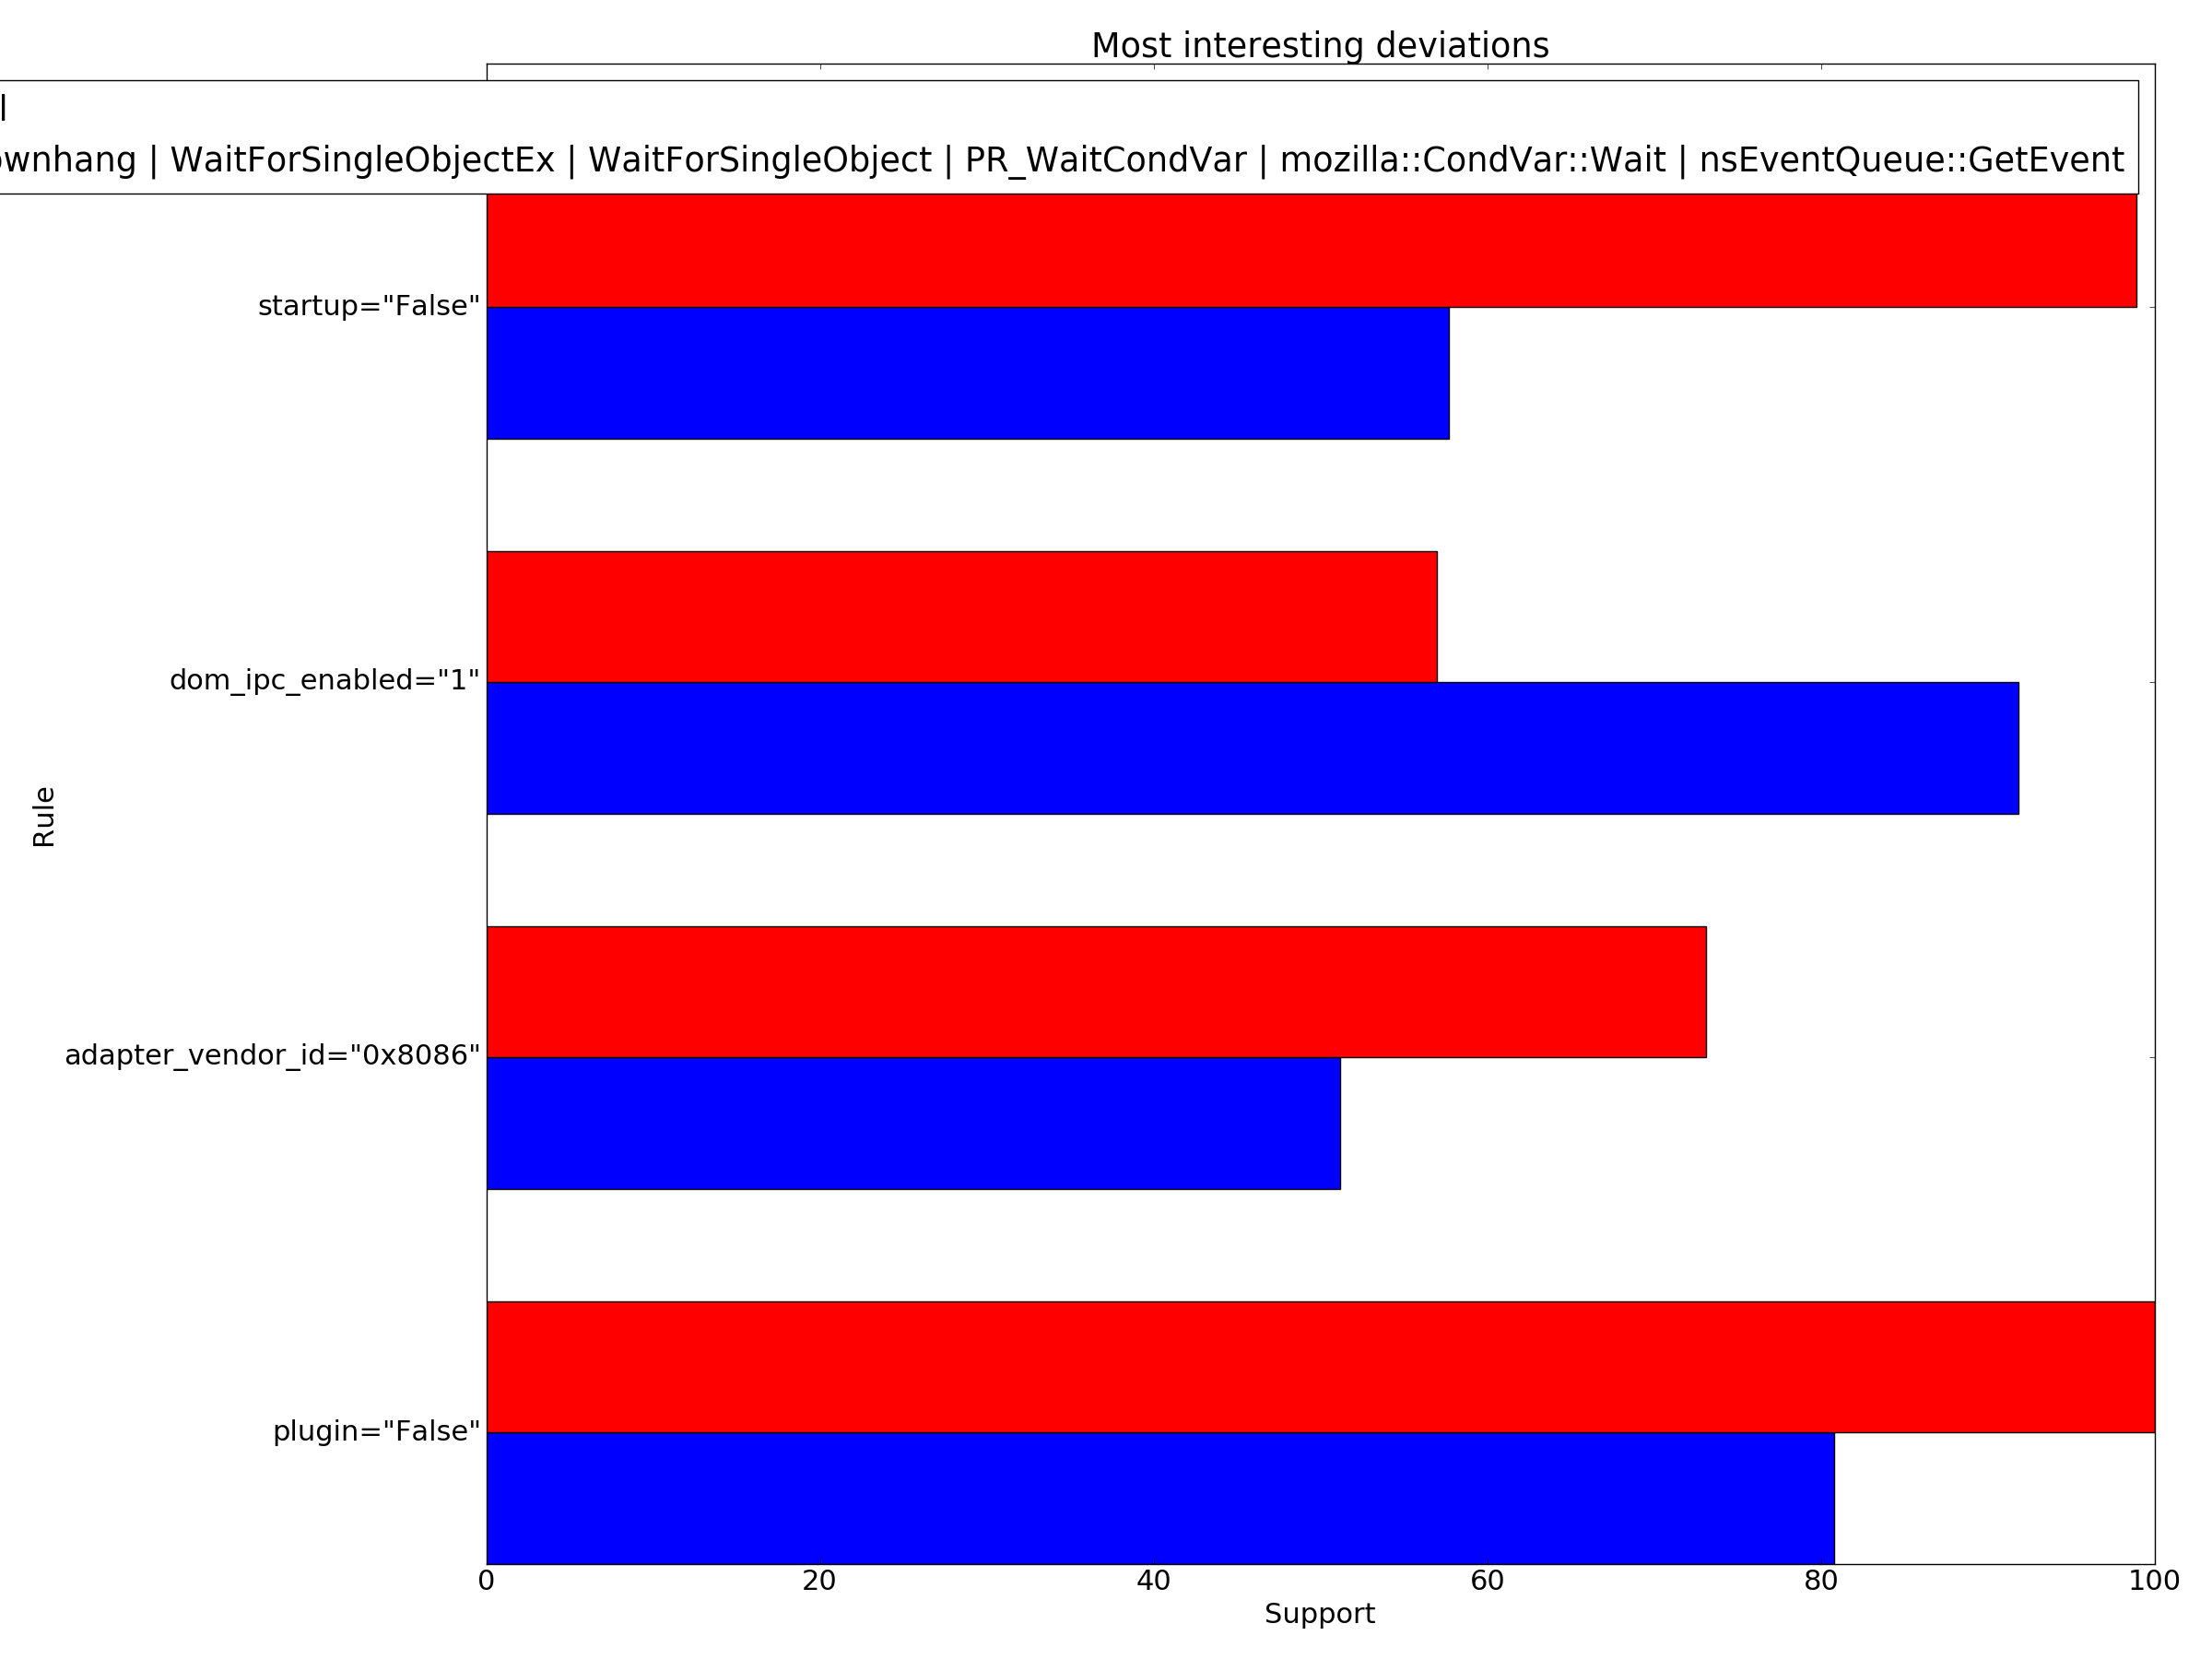 Most interesting deviations
| WaitForSingleObjectEx | WaitForSingleObject | PR_WaitCondVar | mozilla::CondVar::Wait | nsEventQueue::GetEvent
startup="False"
dom_ipc_enabled="1"
Rule
adapter_vendor_id="0x8086"
plugin="False"
0 20 40 60 80 100
Support